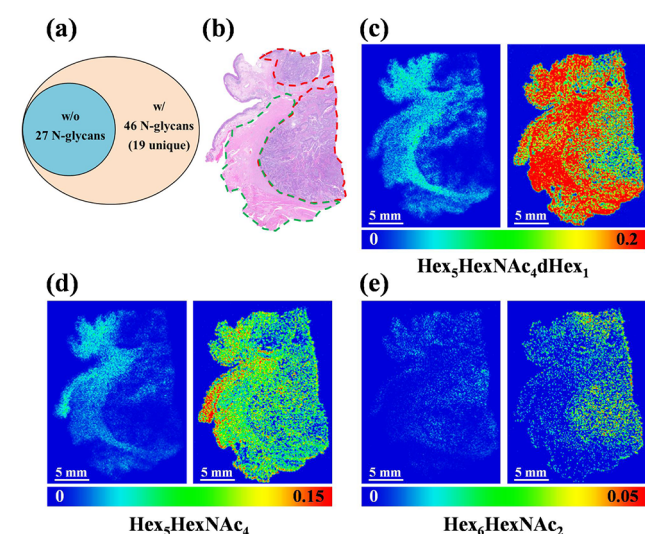 (a)
w/o
27 N-glycans
w/
46 N-glycans
(19 unique)
(b)
(c)
5 mm
5 mm
0
0.2
Hex₅HexNAc₄dHex₁
(d)
5 mm
5 mm
0
0.15
Hex₅HexNAc₄
(e)
5 mm
5 mm
0
0.05
Hex₆HexNAc₂